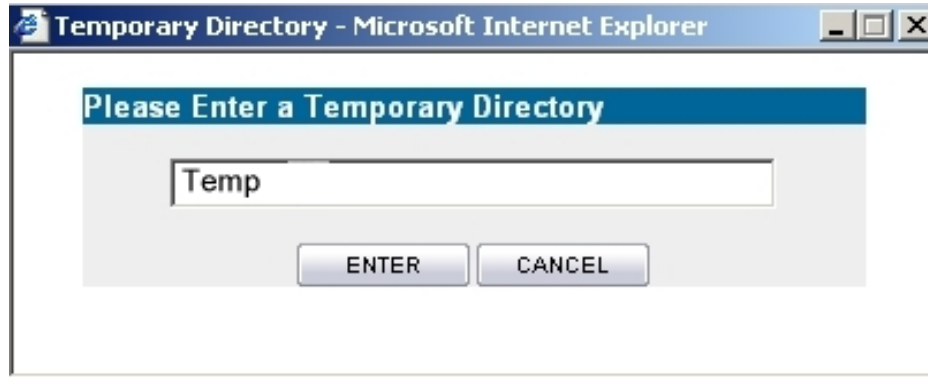 Temporary Directory - Microsoft Internet Explorer
Please Enter a Temporary Directory
Temp
ENTER CANCEL